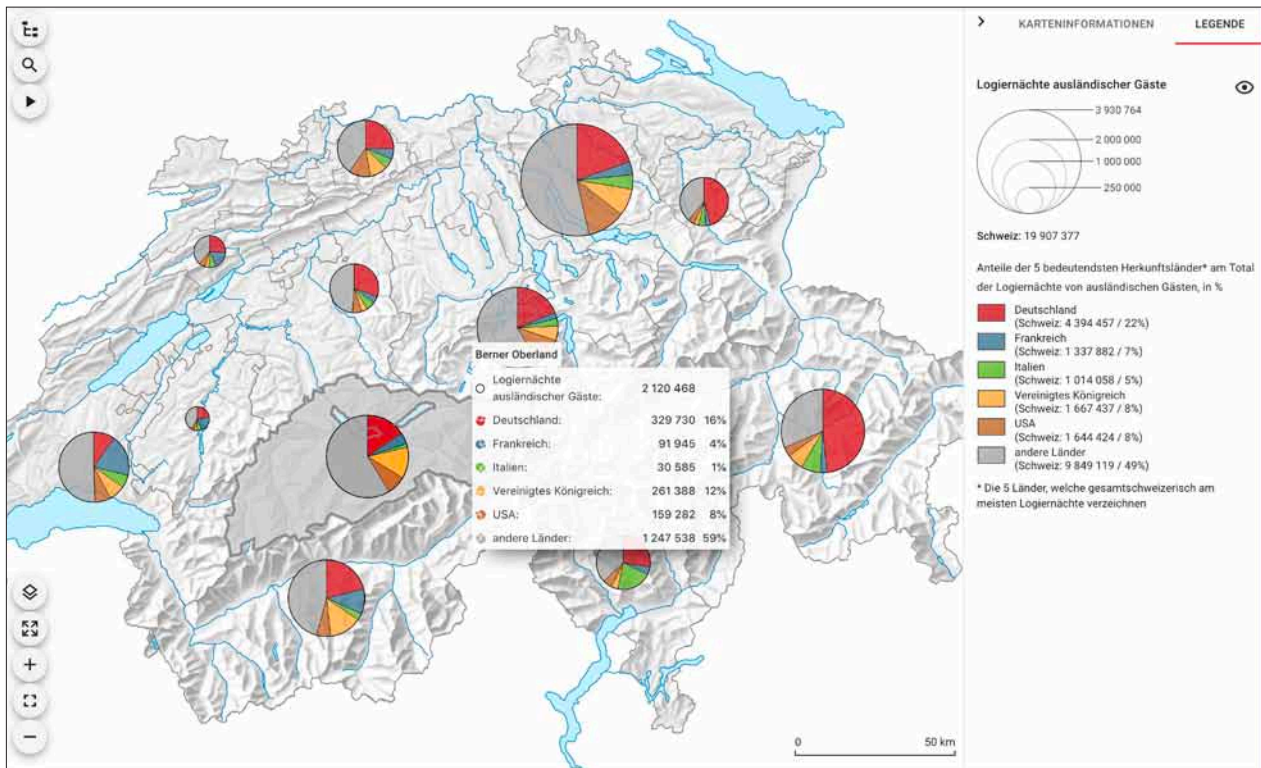 KARTENINFORMATIONEN
LEGENDE
Logiernächte ausländischer Gäste
3 930 764
2 000 000
1 000 000
250 000
Schweiz: 19 907 377
Anteile der 5 bedeutendsten Herkunftsländer* am Total
der Logiernächte von ausländischen Gästen, in %
Deutschland
(Schweiz: 4 394 457 / 22%)
Frankreich
(Schweiz: 1 337 882 / 7%)
Italien
(Schweiz: 1 014 058 / 5%)
Vereinigtes Königreich
(Schweiz: 1 667 437 / 8%)
USA
(Schweiz: 1 644 424 / 8%)
andere Länder
(Schweiz: 9 849 119 / 49%)
* Die 5 Länder, welche gesamtschweizerisch am
meisten Logiernächte verzeichnen
Berner Oberland
Logiernächte
ausländischer Gäste: 2 120 468
Deutschland: 329 730 16%
Frankreich: 91 945 4%
Italien: 30 585 1%
Vereinigtes Königreich: 261 388 12%
USA: 159 282 8%
andere Länder: 1 247 538 59%
0 50 km